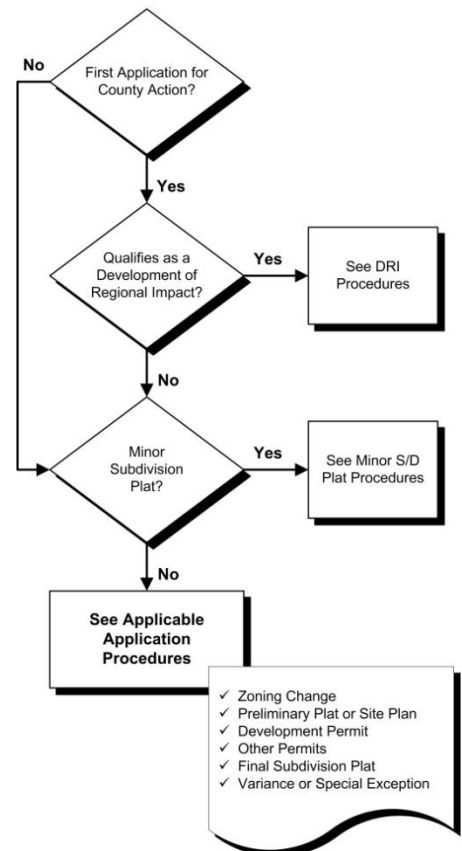 No
First Application for
County Action?
Yes
Qualifies as a
Development of
Regional Impact?
Yes
See DRI
Procedures
No
Minor
Subdivision
Plat?
Yes
See Minor S/D
Plat Procedures
No
See Applicable
Application
Procedures
✓ Zoning Change
✓ Preliminary Plat or Site Plan
✓ Development Permit
✓ Other Permits
✓ Final Subdivision Plat
✓ Variance or Special Exception